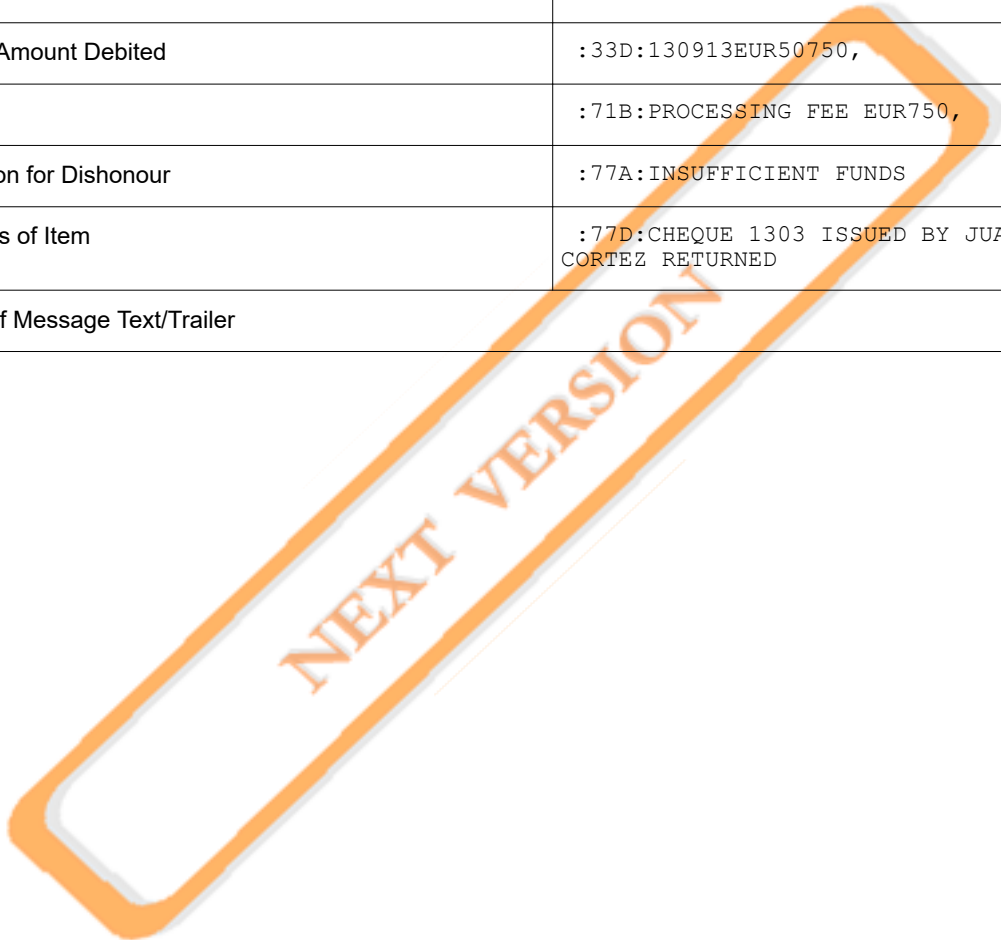 Amount Debited :33D:130913EUR50750,
:71B:PROCESSING FEE EUR750,
for Dishonour :77A:INSUFFICIENT FUNDS
of Item :77D:CHEQUE 1303 ISSUED BY
CORTEZ RETURNED
Message Text/Trailer
NEXT VERSION